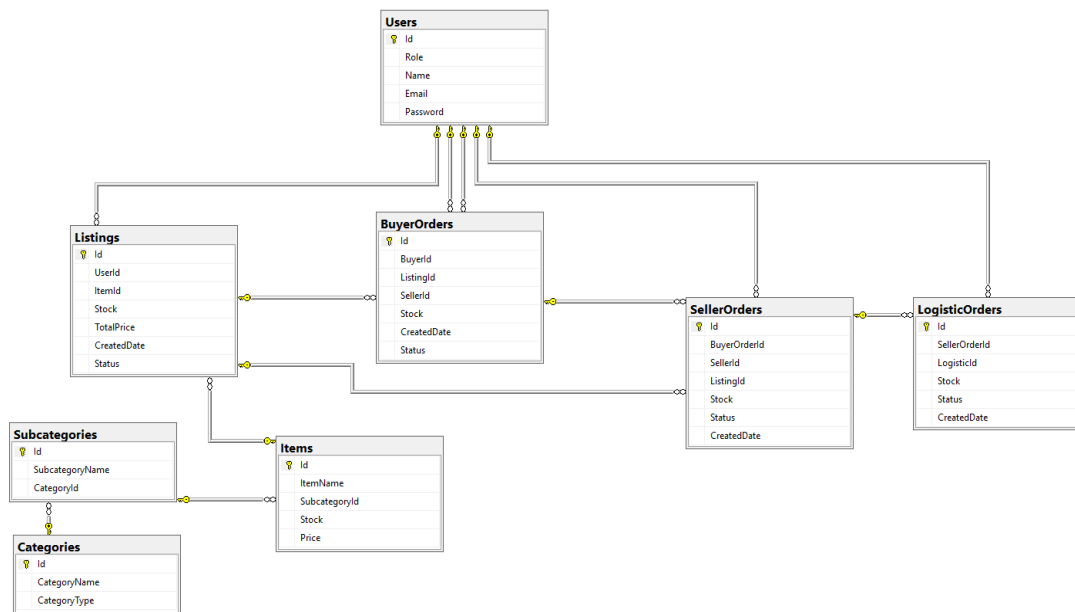 Users
Id
Role
Name
Email
Password
Listings
Id
UserId
ItemId
Stock
TotalPrice
CreatedDate
Status
BuyerOrders
Id
BuyerId
ListingId
SellerId
Stock
CreatedDate
Status
SellerOrders
Id
BuyerOrderId
SellerId
ListingId
Stock
Status
CreatedDate
LogisticOrders
Id
SellerOrderId
LogisticId
Stock
Status
CreatedDate
Subcategories
Id
SubcategoryName
CategoryId
Items
Id
ItemName
SubcategoryId
Stock
Price
Categories
Id
CategoryName
CategoryType